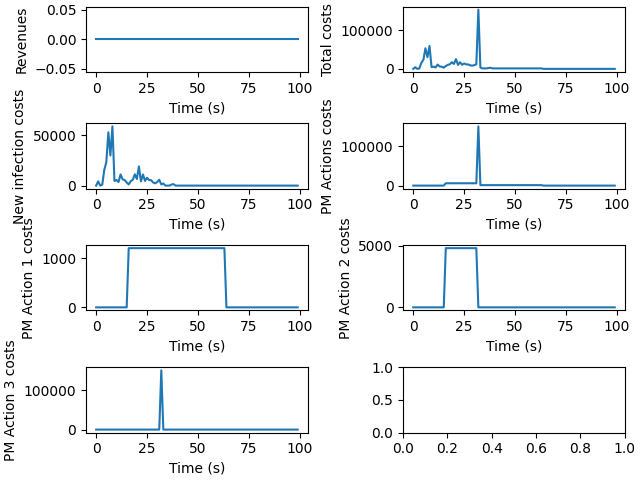 Revenues
0.05
0.00
−0.05
0 25 50 75 100
Time (s)
Total costs
100000
0
0 25 50 75 100
Time (s)
New infection costs
50000
0
0 25 50 75 100
Time (s)
PM Actions costs
100000
0
0 25 50 75 100
Time (s)
PM Action 1 costs
1000
0
0 25 50 75 100
Time (s)
PM Action 2 costs
5000
0
0 25 50 75 100
Time (s)
PM Action 3 costs
100000
0
0 25 50 75 100
Time (s)
1.0
0.5
0.0
0.0 0.2 0.4 0.6 0.8 1.0